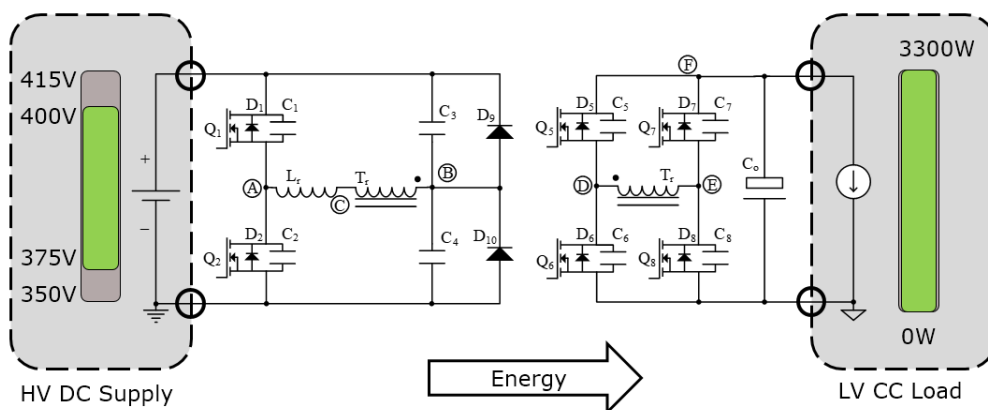 415V
400V
375V
350V
HV DC Supply
+
−
Q1
D1
C1
Q2
D2
C2
A
Lr
C
Tr
B
C3
C4
D9
D10
F
Q5
D5
C5
Q7
D7
C7
D
Tr
E
Q6
D6
C6
Q8
D8
C8
Co
3300W
0W
LV CC Load
Energy